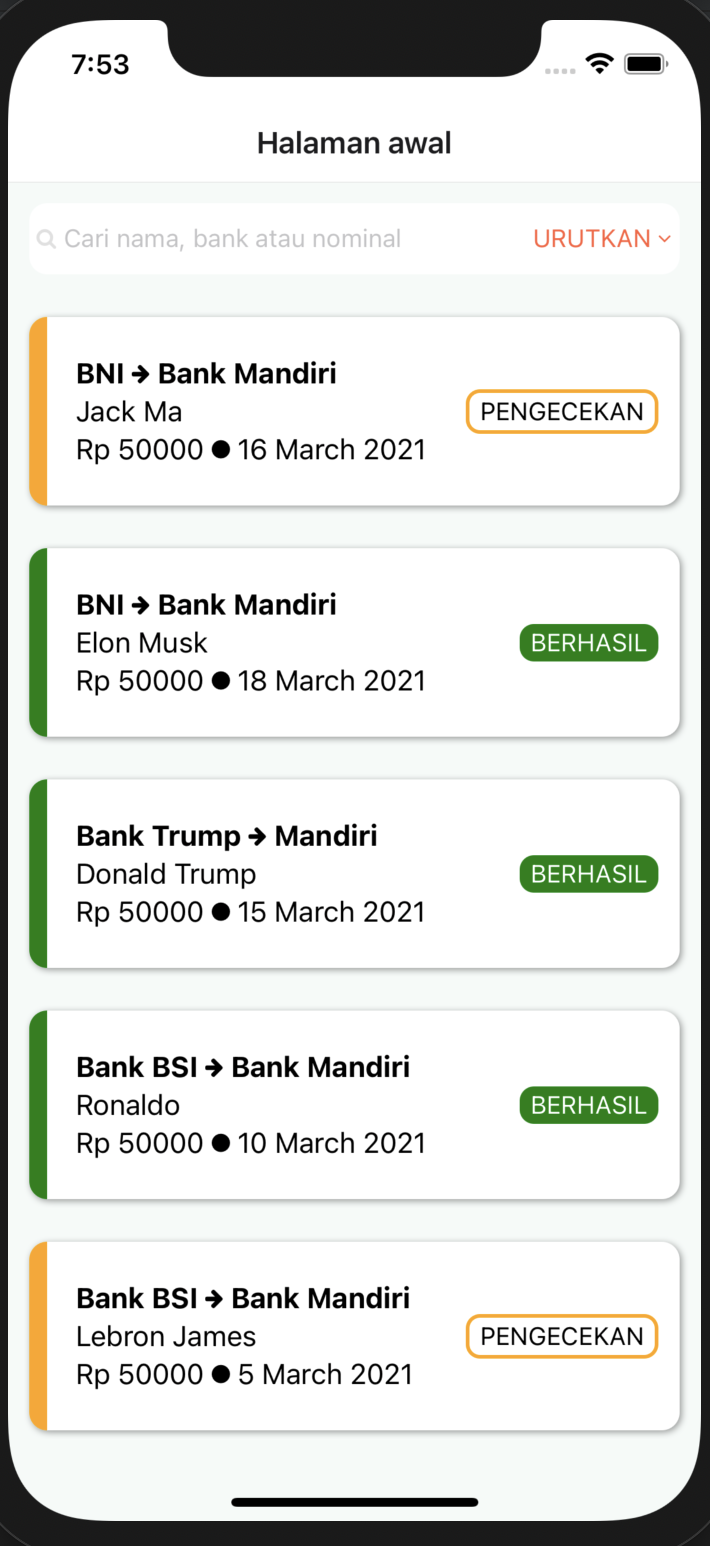 7:53
Halaman awal
Cari nama, bank atau nominal URUTKAN
BNI → Bank Mandiri
Jack Ma
PENGECEKAN
Rp 50000 ● 16 March 2021
BNI → Bank Mandiri
Elon Musk
BERHASIL
Rp 50000 ● 18 March 2021
Bank Trump → Mandiri
Donald Trump
BERHASIL
Rp 50000 ● 15 March 2021
Bank BSI → Bank Mandiri
Ronaldo
BERHASIL
Rp 50000 ● 10 March 2021
Bank BSI → Bank Mandiri
Lebron James
PENGECEKAN
Rp 50000 ● 5 March 2021